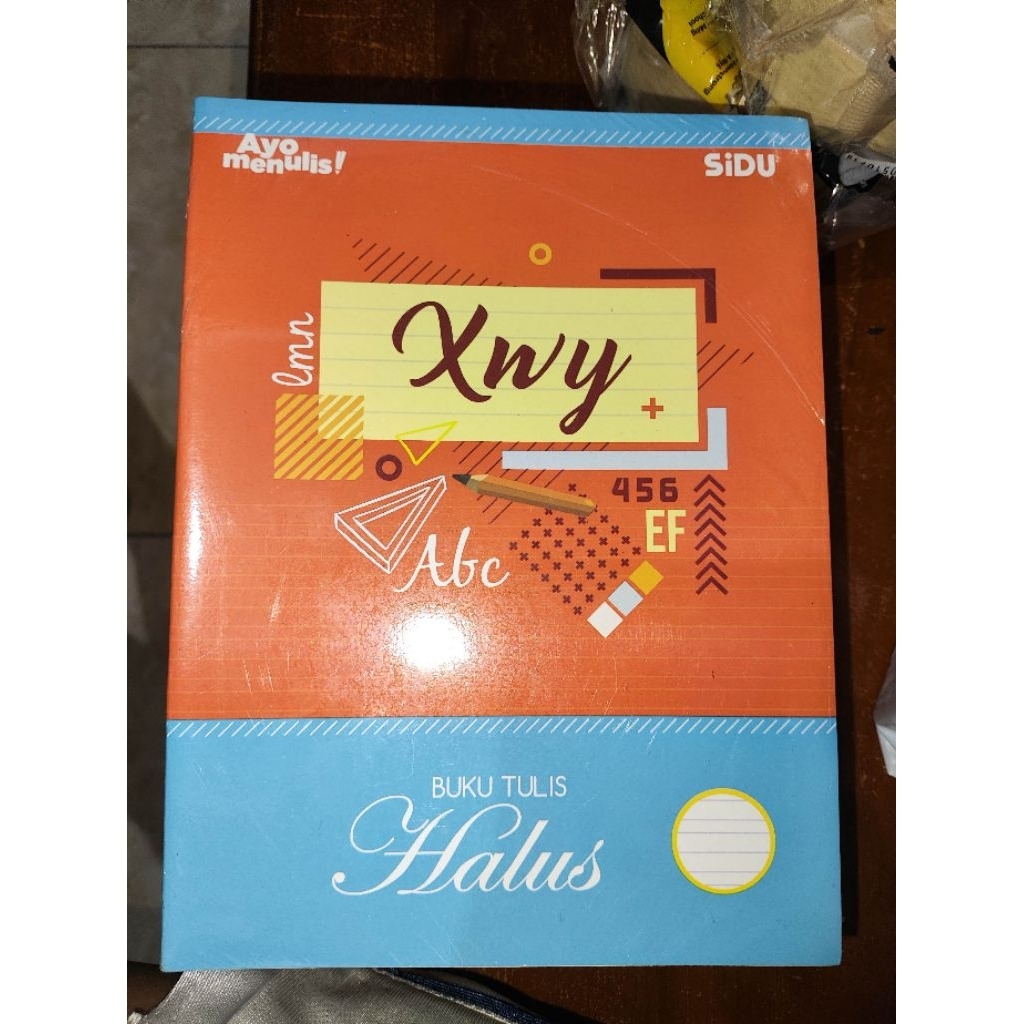 Ayo
menulis!
SiDU
lmn
Xwy
+
456
EF
Abc
BUKU TULIS
Halus